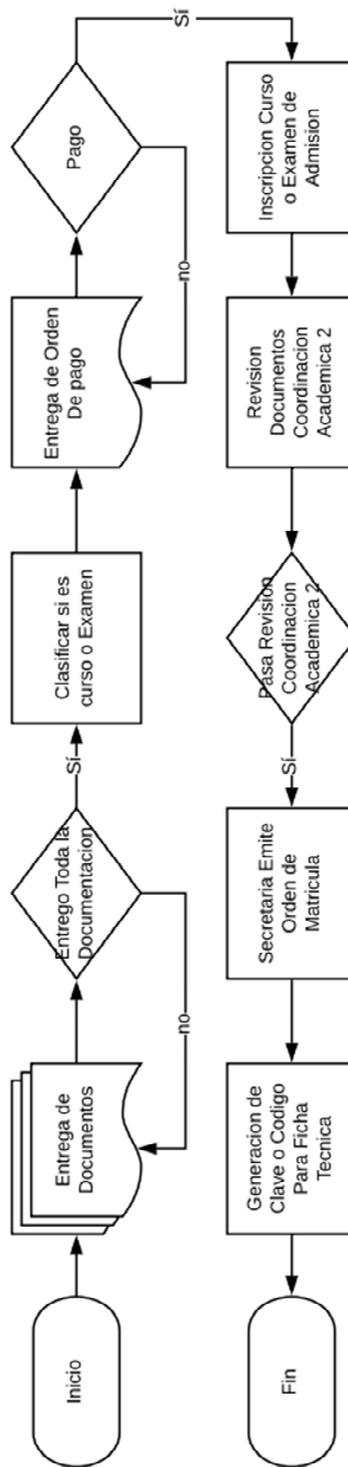 Inicio
Entrega de
Documentos
Entrego Toda la
Documentacion
no
Sí
Clasificar si es
curso o Examen
Entrega de Orden
De pago
Pago
no
Sí
Inscripcion Curso
o Examen de
Admision
Revision
Documentos
Coordinacion
Academica 2
Pasa Revision
Coordinacion
Academica 2
Sí
Secretaria Emite
Orden de
Matricula
Generacion de
Clave o Codigo
Para Ficha
Tecnica
Fin